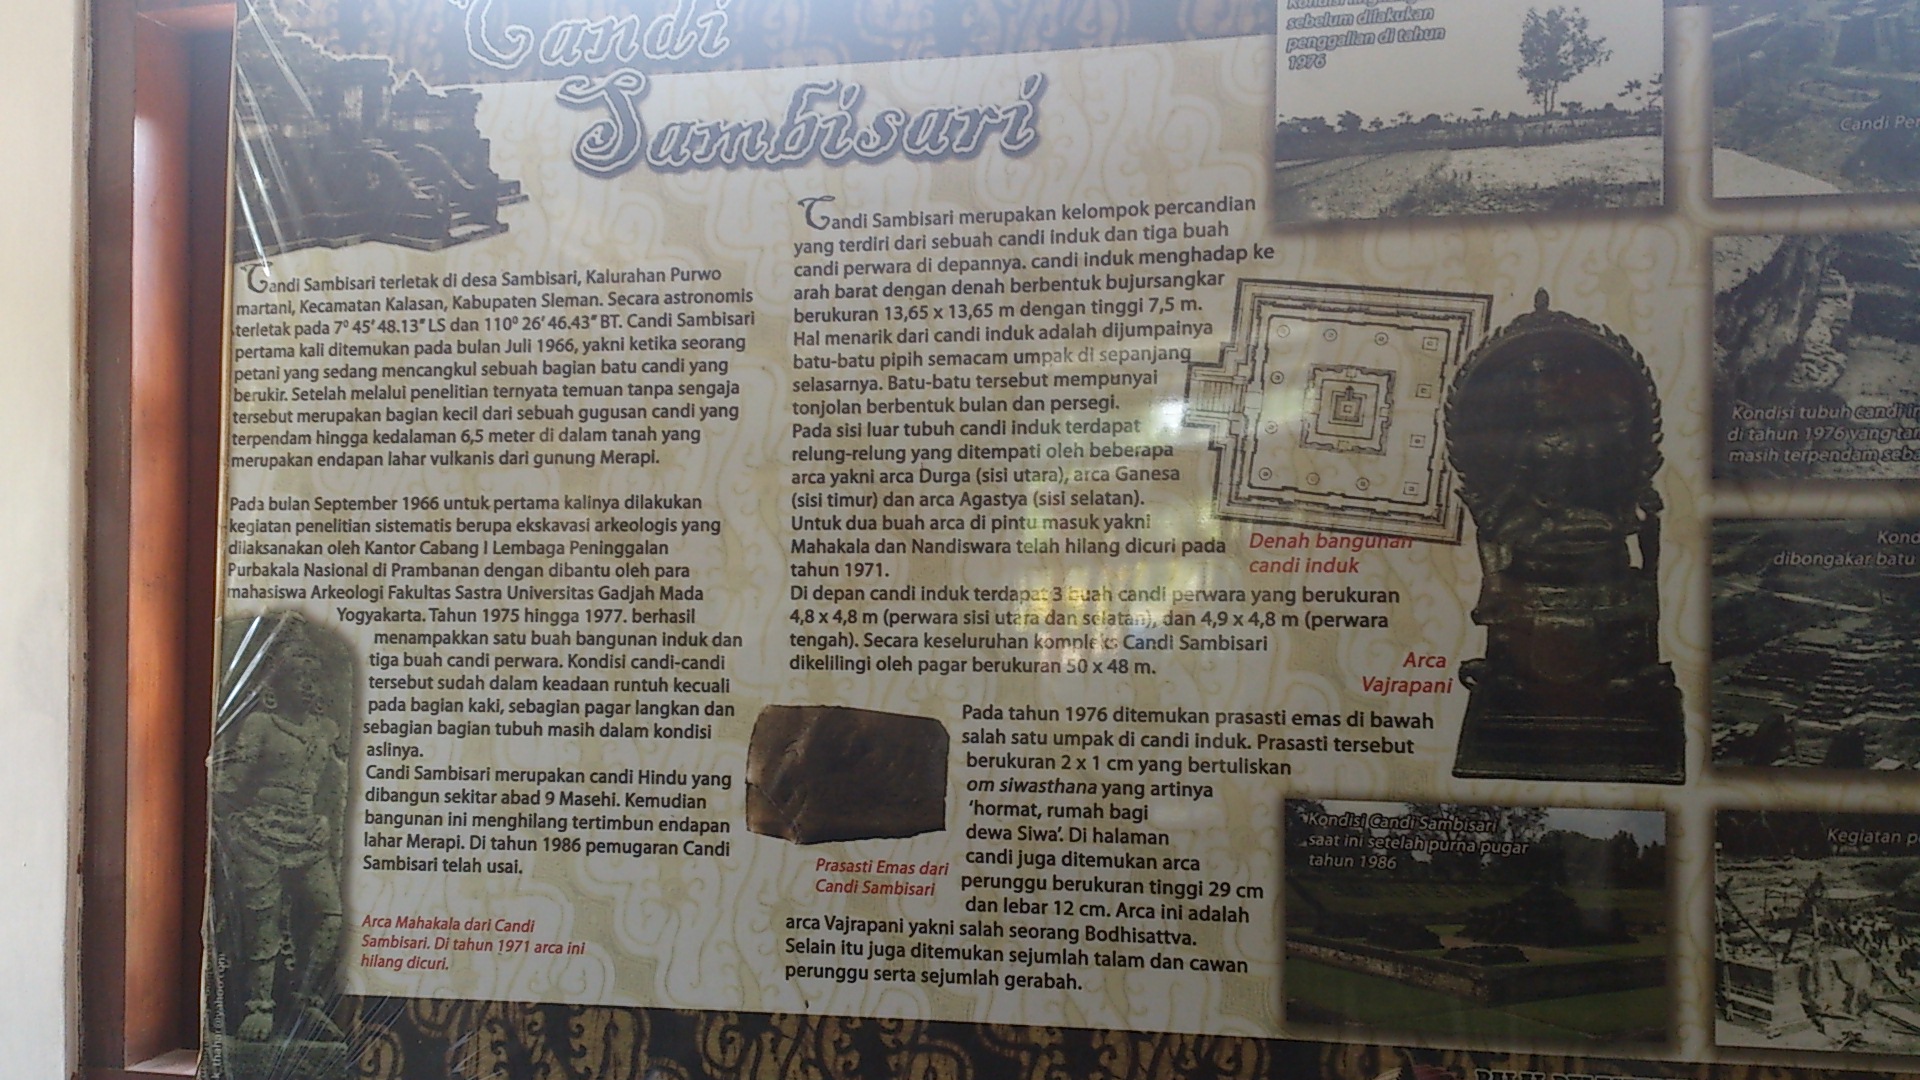 Candi
Sambisari
Candi Sambisari terletak di desa Sambisari, Kalurahan Purwo
martani, Kecamatan Kalasan, Kabupaten Sleman. Secara astronomis
terletak pada 7⁰ 45' 48.13" LS dan 110⁰ 26' 46.43" BT. Candi Sambisari
pertama kali ditemukan pada bulan Juli 1966, yakni ketika seorang
petani yang sedang mencangkul sebuah bagian batu candi yang
berukir. Setelah melalui penelitian ternyata temuan tanpa sengaja
tersebut merupakan bagian kecil dari sebuah gugusan candi yang
terpendam hingga kedalaman 6,5 meter di dalam tanah yang
merupakan endapan lahar vulkanis dari gunung Merapi.
Pada bulan September 1966 untuk pertama kalinya dilakukan
kegiatan penelitian sistematis berupa ekskavasi arkeologis yang
dilaksanakan oleh Kantor Cabang I Lembaga Peninggalan
Purbakala Nasional di Prambanan dengan dibantu oleh para
mahasiswa Arkeologi Fakultas Sastra Universitas Gadjah Mada
Yogyakarta. Tahun 1975 hingga 1977. berhasil
menampakkan satu buah bangunan induk dan
tiga buah candi perwara. Kondisi candi-candi
tersebut sudah dalam keadaan runtuh kecuali
pada bagian kaki, sebagian pagar langkan dan
sebagian bagian tubuh masih dalam kondisi
aslinya.
Candi Sambisari merupakan candi Hindu yang
dibangun sekitar abad 9 Masehi. Kemudian
bangunan ini menghilang tertimbun endapan
lahar Merapi. Di tahun 1986 pemugaran Candi
Sambisari telah usai.
Arca Mahakala dari Candi
Sambisari. Di tahun 1971 arca ini
hilang dicuri.
Candi Sambisari merupakan kelompok percandian
yang terdiri dari sebuah candi induk dan tiga buah
candi perwara di depannya. candi induk menghadap ke
arah barat dengan denah berbentuk bujursangkar
berukuran 13,65 x 13,65 m dengan tinggi 7,5 m.
Hal menarik dari candi induk adalah dijumpainya
batu-batu pipih semacam umpak di sepanjang
selasarnya. Batu-batu tersebut mempunyai
tonjolan berbentuk bulan dan persegi.
Pada sisi luar tubuh candi induk terdapat
relung-relung yang ditempati oleh beberapa
arca yakni arca Durga (sisi utara), arca Ganesa
(sisi timur) dan arca Agastya (sisi selatan).
Untuk dua buah arca di pintu masuk yakni
Mahakala dan Nandiswara telah hilang dicuri pada
tahun 1971.
Di depan candi induk terdapat 3 buah candi perwara yang berukuran
4,8 x 4,8 m (perwara sisi utara dan selatan), dan 4,9 x 4,8 m (perwara
tengah). Secara keseluruhan kompleks Candi Sambisari
dikelilingi oleh pagar berukuran 50 x 48 m.
Denah bangunan
candi induk
Arca
Vajrapani
Pada tahun 1976 ditemukan prasasti emas di bawah
salah satu umpak di candi induk. Prasasti tersebut
berukuran 2 x 1 cm yang bertuliskan
om siwasthana yang artinya
'hormat, rumah bagi
dewa Siwa'. Di halaman
candi juga ditemukan arca
perunggu berukuran tinggi 29 cm
dan lebar 12 cm. Arca ini adalah
arca Vajrapani yakni salah seorang Bodhisattva.
Selain itu juga ditemukan sejumlah talam dan cawan
perunggu serta sejumlah gerabah.
Prasasti Emas dari
Candi Sambisari
sebelum dilakukan
penggalian di tahun
1976
Kondisi Candi Sambisari
saat ini setelah purna pugar
tahun 1986
Candi
Kondisi tubuh candi
di tahun 1976 yang
masih terpendam
dibongakar batu
Kegiatan